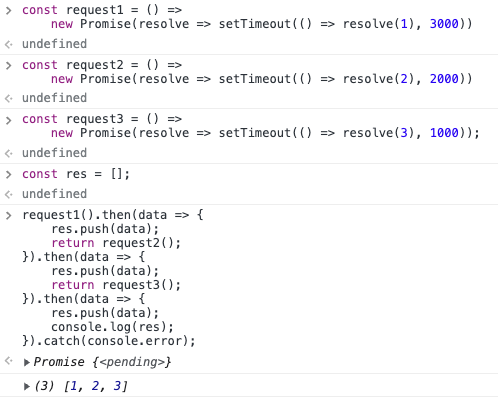 const request1 = () =>
    new Promise(resolve => setTimeout(() => resolve(1), 3000))
undefined
const request2 = () =>
    new Promise(resolve => setTimeout(() => resolve(2), 2000))
undefined
const request3 = () =>
    new Promise(resolve => setTimeout(() => resolve(3), 1000));
undefined
const res = [];
undefined
request1().then(data => {
    res.push(data);
    return request2();
}).then(data => {
    res.push(data);
    return request3();
}).then(data => {
    res.push(data);
    console.log(res);
}).catch(console.error);
Promise {<pending>}
(3) [1, 2, 3]